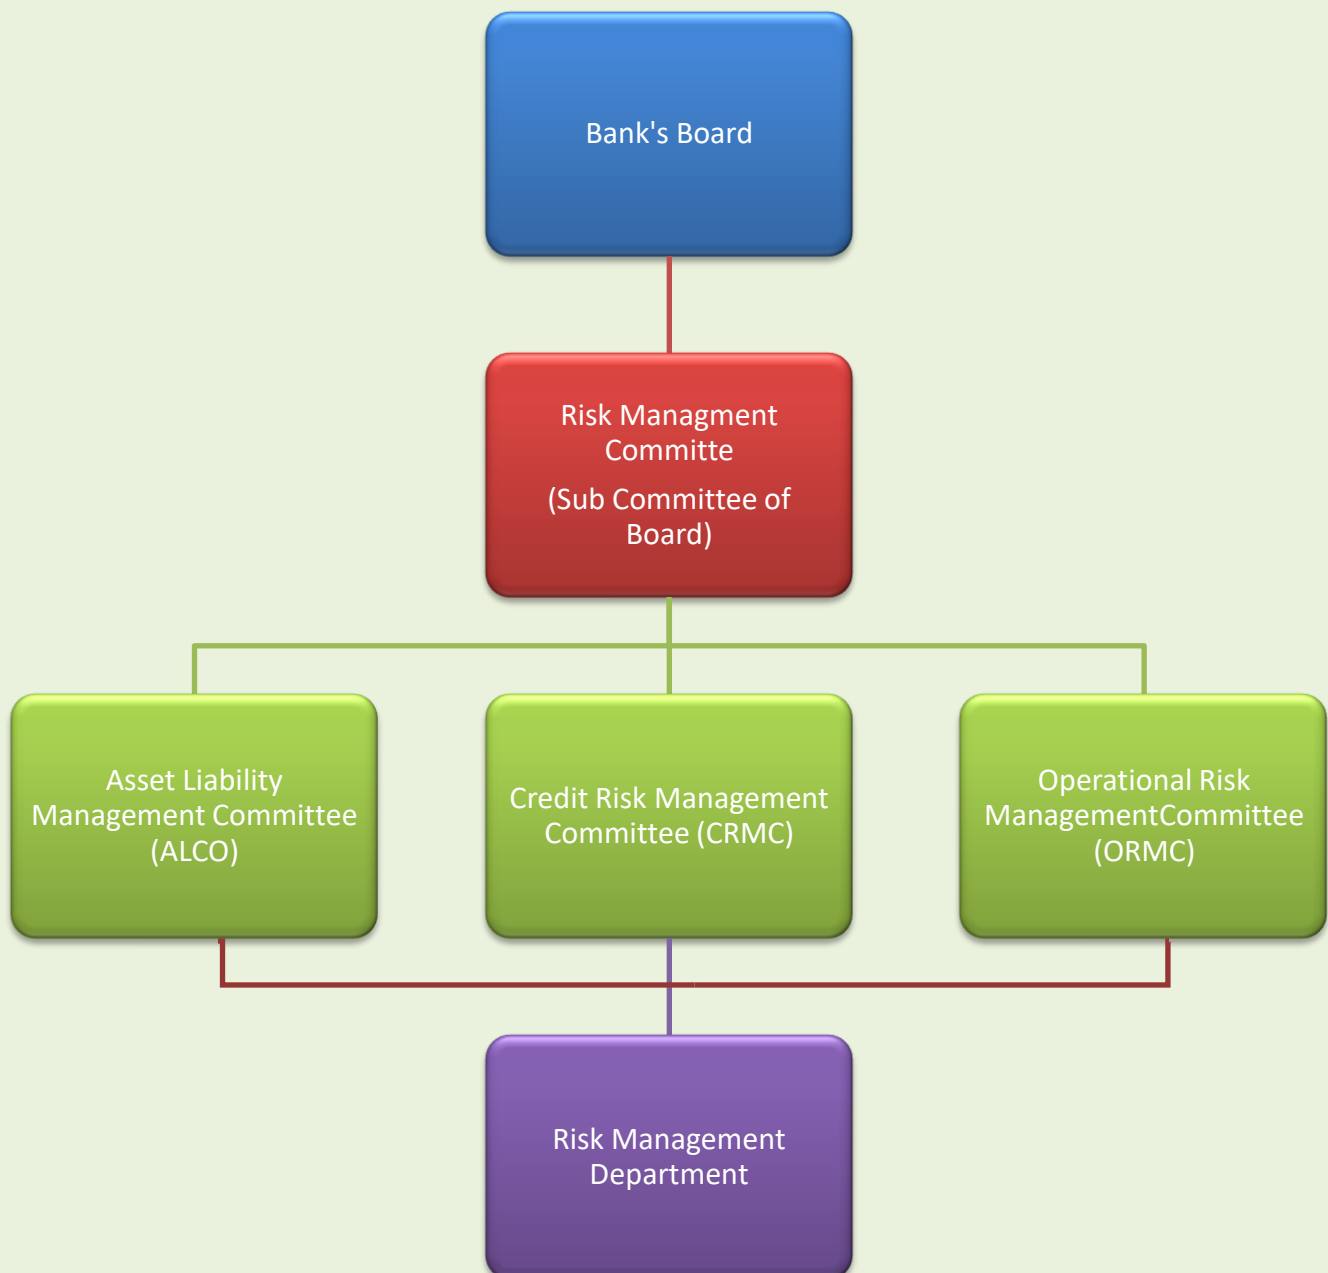 Bank's Board
Risk Managment
Committe
(Sub Committee of
Board)
Asset Liability
Management Committee
(ALCO)
Credit Risk Management
Committee (CRMC)
Operational Risk
ManagementCommittee
(ORMC)
Risk Management
Department